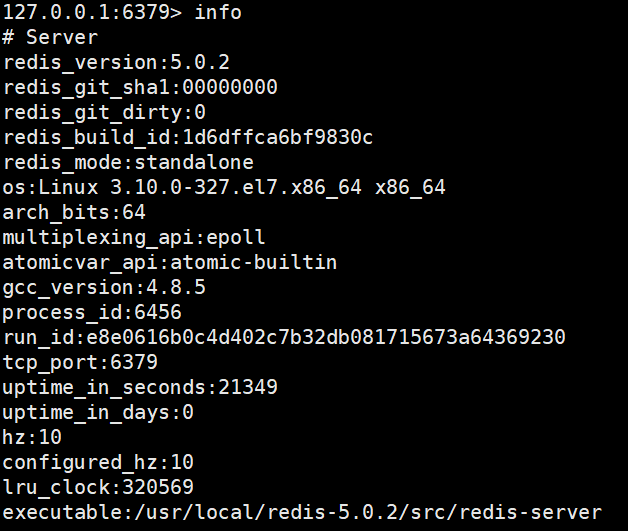 127.0.0.1:6379> info
# Server
redis_version:5.0.2
redis_git_sha1:00000000
redis_git_dirty:0
redis_build_id:1d6dffca6bf9830c
redis_mode:standalone
os:Linux 3.10.0-327.el7.x86_64 x86_64
arch_bits:64
multiplexing_api:epoll
atomicvar_api:atomic-builtin
gcc_version:4.8.5
process_id:6456
run_id:e8e0616b0c4d402c7b32db081715673a64369230
tcp_port:6379
uptime_in_seconds:21349
uptime_in_days:0
hz:10
configured_hz:10
lru_clock:320569
executable:/usr/local/redis-5.0.2/src/redis-server